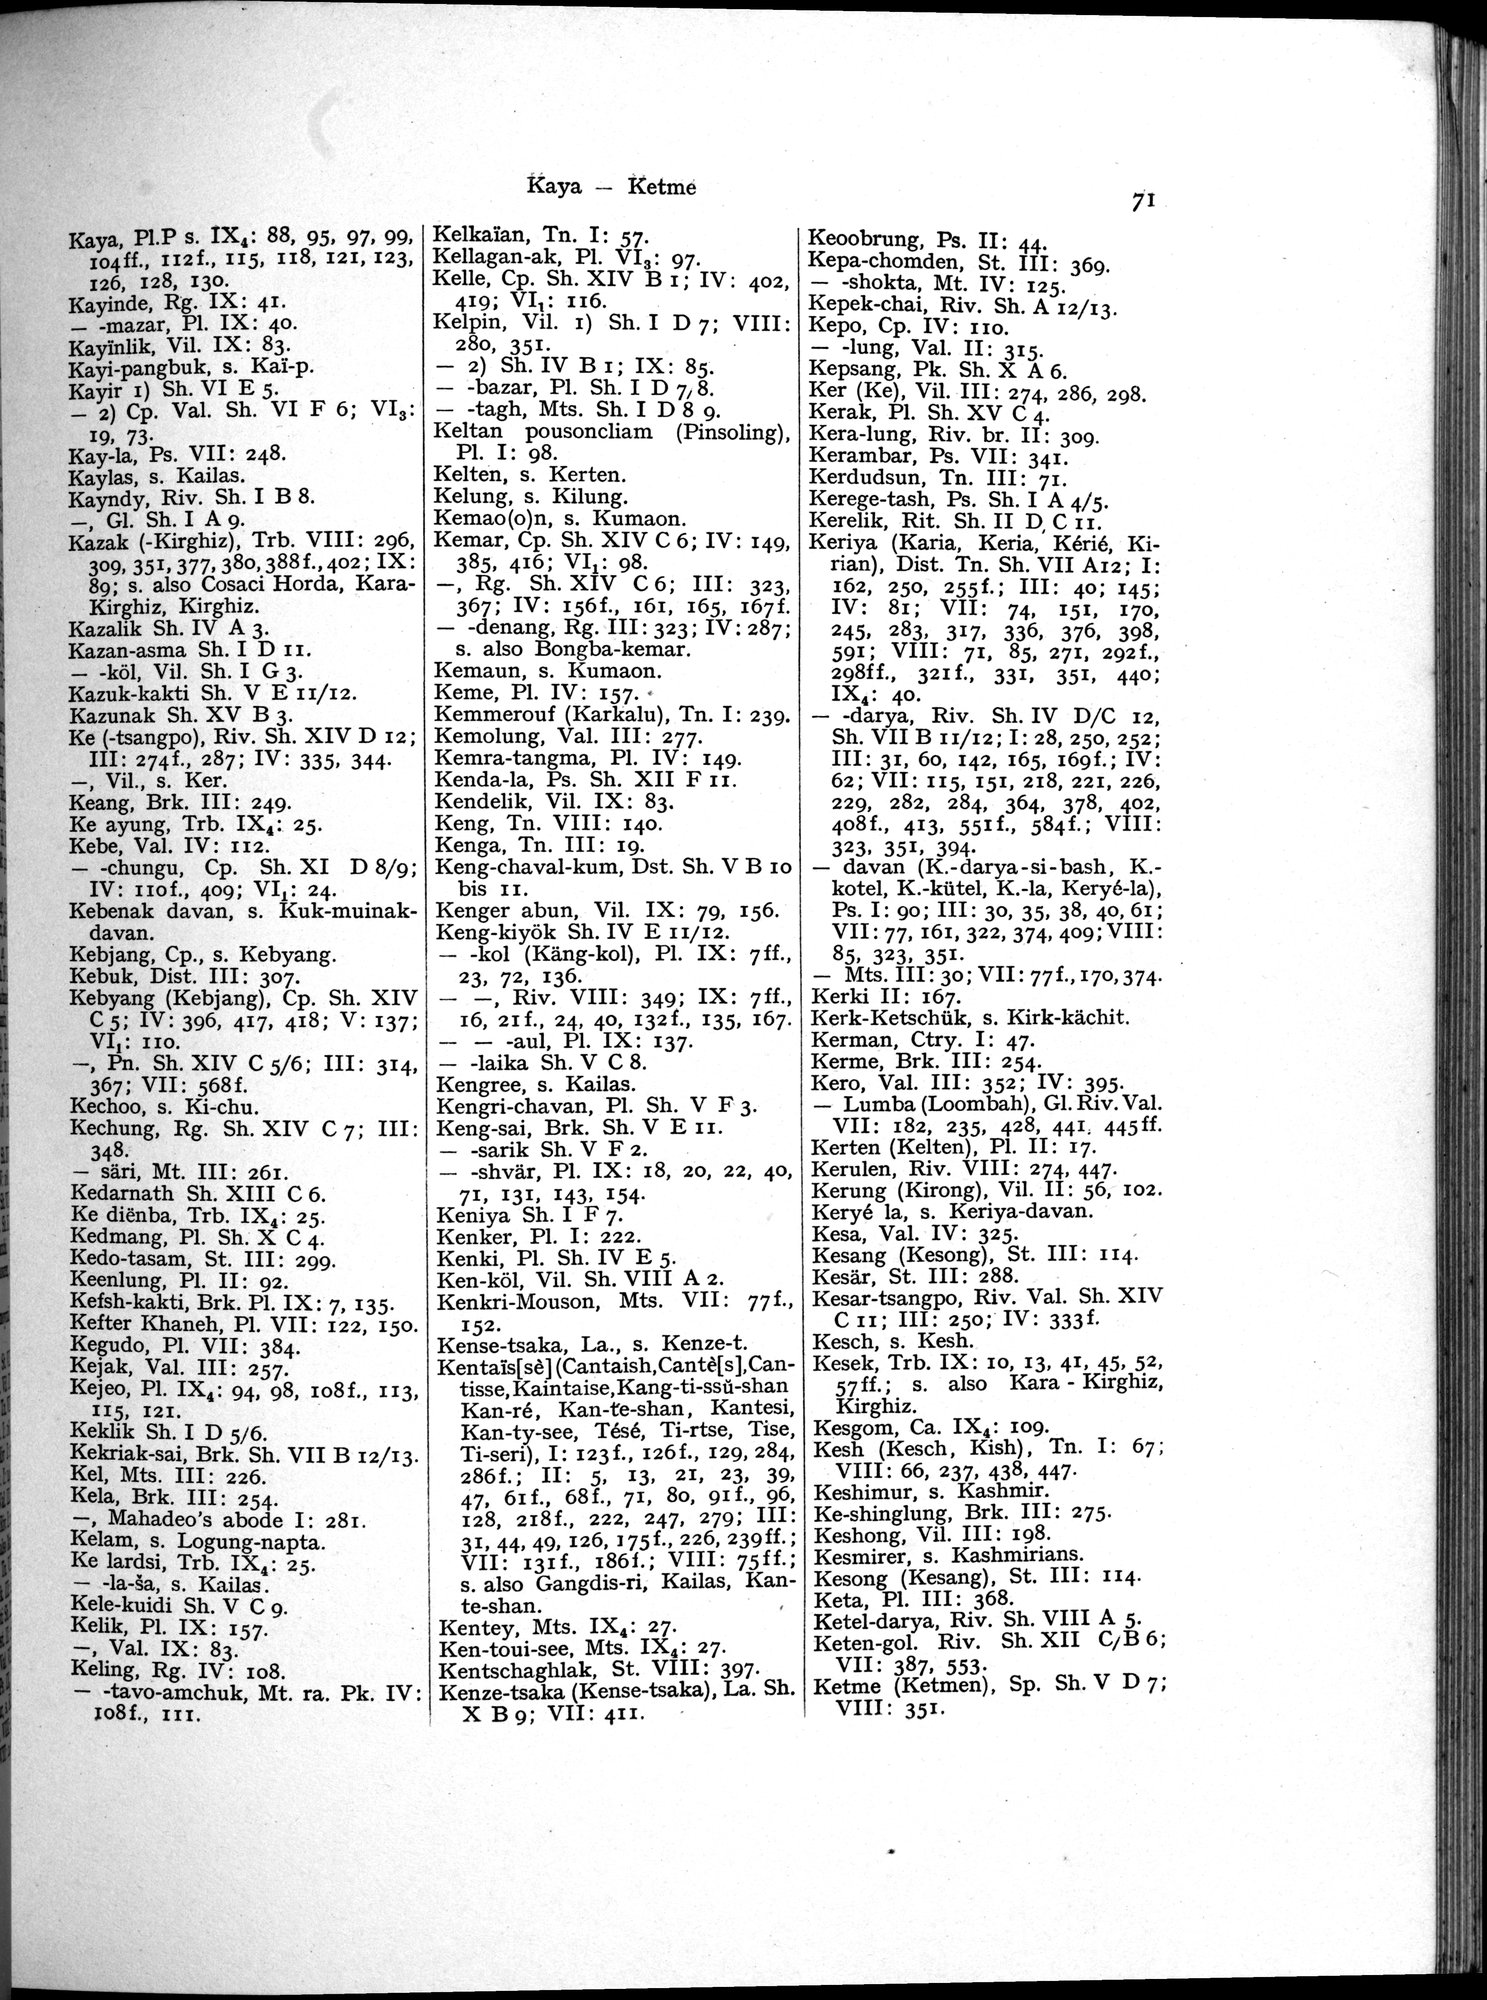 Kaya — Ketme
71
Kaya, Pl.P s. IX₄: 88, 95, 97, 99,
104ff., 112f., 115, 118, 121, 123,
126, 128, 130.
Kayinde, Rg. IX: 41.
— -mazar, Pl. IX: 40.
Kayïnlik, Vil. IX: 83.
Kayi-pangbuk, s. Kaï-p.
Kayir 1) Sh. VI E 5.
— 2) Cp. Val. Sh. VI F 6; VI₃:
19, 73.
Kay-la, Ps. VII: 248.
Kaylas, s. Kailas.
Kayndy, Riv. Sh. I B 8.
—, Gl. Sh. I A 9.
Kazak (-Kirghiz), Trb. VIII: 296,
309, 351, 377, 380, 388f., 402; IX:
89; s. also Cosaci Horda, Kara-
Kirghiz, Kirghiz.
Kazalik Sh. IV A 3.
Kazan-asma Sh. I D 11.
— -köl, Vil. Sh. I G 3.
Kazuk-kakti Sh. V E 11/12.
Kazunak Sh. XV B 3.
Ke (-tsangpo), Riv. Sh. XIV D 12;
III: 274f., 287; IV: 335, 344.
—, Vil., s. Ker.
Keang, Brk. III: 249.
Ke ayung, Trb. IX₄: 25.
Kebe, Val. IV: 112.
— -chungu, Cp. Sh. XI D 8/9;
IV: 110f., 409; VI₁: 24.
Kebenak davan, s. Kuk-muinak-
davan.
Kebjang, Cp., s. Kebyang.
Kebuk, Dist. III: 307.
Kebyang (Kebjang), Cp. Sh. XIV
C 5; IV: 396, 417, 418; V: 137;
VI₁: 110.
—, Pn. Sh. XIV C 5/6; III: 314,
367; VII: 568f.
Kechoo, s. Ki-chu.
Kechung, Rg. Sh. XIV C 7; III:
348.
— säri, Mt. III: 261.
Kedarnath Sh. XIII C 6.
Ke diënba, Trb. IX₄: 25.
Kedmang, Pl. Sh. X C 4.
Kedo-tasam, St. III: 299.
Keenlung, Pl. II: 92.
Kefsh-kakti, Brk. Pl. IX: 7, 135.
Kefter Khaneh, Pl. VII: 122, 150.
Kegudo, Pl. VII: 384.
Kejak, Val. III: 257.
Kejeo, Pl. IX₄: 94, 98, 108f., 113,
115, 121.
Keklik Sh. I D 5/6.
Kekriak-sai, Brk. Sh. VII B 12/13.
Kel, Mts. III: 226.
Kela, Brk. III: 254.
—, Mahadeo's abode I: 281.
Kelam, s. Logung-napta.
Ke lardsi, Trb. IX₄: 25.
— -la-ša, s. Kailas.
Kele-kuidi Sh. V C 9.
Kelik, Pl. IX: 157.
—, Val. IX: 83.
Keling, Rg. IV: 108.
— -tavo-amchuk, Mt. ra. Pk. IV:
108f., 111.
Kelkaïan, Tn. I: 57.
Kellagan-ak, Pl. VI₃: 97.
Kelle, Cp. Sh. XIV B 1; IV: 402,
419; VI₁: 116.
Kelpin, Vil. 1) Sh. I D 7; VIII:
280, 351.
— 2) Sh. IV B 1; IX: 85.
— -bazar, Pl. Sh. I D 7/8.
— -tagh, Mts. Sh. I D 8 9.
Keltan pousoncliam (Pinsoling),
Pl. I: 98.
Kelten, s. Kerten.
Kelung, s. Kilung.
Kemao(o)n, s. Kumaon.
Kemar, Cp. Sh. XIV C 6; IV: 149,
385, 416; VI₁: 98.
—, Rg. Sh. XIV C 6; III: 323,
367; IV: 156f., 161, 165, 167f.
— -denang, Rg. III: 323; IV: 287;
s. also Bongba-kemar.
Kemaun, s. Kumaon.
Keme, Pl. IV: 157.
Kemmerouf (Karkalu), Tn. I: 239.
Kemolung, Val. III: 277.
Kemra-tangma, Pl. IV: 149.
Kenda-la, Ps. Sh. XII F 11.
Kendelik, Vil. IX: 83.
Keng, Tn. VIII: 140.
Kenga, Tn. III: 19.
Keng-chaval-kum, Dst. Sh. V B 10
bis 11.
Kenger abun, Vil. IX: 79, 156.
Keng-kiyök Sh. IV E 11/12.
— -kol (Käng-kol), Pl. IX: 7ff.,
23, 72, 136.
— —, Riv. VIII: 349; IX: 7ff.,
16, 21f., 24, 40, 132f., 135, 167.
— — -aul, Pl. IX: 137.
— -laika Sh. V C 8.
Kengree, s. Kailas.
Kengri-chavan, Pl. Sh. V F 3.
Keng-sai, Brk. Sh. V E 11.
— -sarik Sh. V F 2.
— -shvär, Pl. IX: 18, 20, 22, 40,
71, 131, 143, 154.
Keniya Sh. I F 7.
Kenker, Pl. I: 222.
Kenki, Pl. Sh. IV E 5.
Ken-köl, Vil. Sh. VIII A 2.
Kenkri-Mouson, Mts. VII: 77f.,
152.
Kense-tsaka, La., s. Kenze-t.
Kentaïs[sè] (Cantaish, Cantè[s], Can-
tisse, Kaintaise, Kang-ti-ssŭ-shan
Kan-ré, Kan-te-shan, Kantesi,
Kan-ty-see, Tésé, Ti-rtse, Tise,
Ti-seri), I: 123f., 126f., 129, 284,
286f.; II: 5, 13, 21, 23, 39,
47, 61f., 68f., 71, 80, 91f., 96,
128, 218f., 222, 247, 279; III:
31, 44, 49, 126, 175f., 226, 239ff.;
VII: 131f., 186f.; VIII: 75ff.;
s. also Gangdis-ri, Kailas, Kan-
te-shan.
Kentey, Mts. IX₄: 27.
Ken-toui-see, Mts. IX₄: 27.
Kentschaghlak, St. VIII: 397.
Kenze-tsaka (Kense-tsaka), La. Sh.
X B 9; VII: 411.
Keoobrung, Ps. II: 44.
Kepa-chomden, St. III: 369.
— -shokta, Mt. IV: 125.
Kepek-chai, Riv. Sh. A 12/13.
Kepo, Cp. IV: 110.
— -lung, Val. II: 315.
Kepsang, Pk. Sh. X A 6.
Ker (Ke), Vil. III: 274, 286, 298.
Kerak, Pl. Sh. XV C 4.
Kera-lung, Riv. br. II: 309.
Kerambar, Ps. VII: 341.
Kerdudsun, Tn. III: 71.
Kerege-tash, Ps. Sh. I A 4/5.
Kerelik, Rit. Sh. II D, C 11.
Keriya (Karia, Keria, Kérié, Ki-
rian), Dist. Tn. Sh. VII A12; I:
162, 250, 255f.; III: 40; 145;
IV: 81; VII: 74, 151, 170,
245, 283, 317, 336, 376, 398,
591; VIII: 71, 85, 271, 292f.,
298ff., 321f., 331, 351, 440;
IX₄: 40.
— -darya, Riv. Sh. IV D/C 12,
Sh. VII B 11/12; I: 28, 250, 252;
III: 31, 60, 142, 165, 169f.; IV:
62; VII: 115, 151, 218, 221, 226,
229, 282, 284, 364, 378, 402,
408f., 413, 551f., 584f.; VIII:
323, 351, 394.
— davan (K.-darya-si-bash, K.-
kotel, K.-kütel, K.-la, Keryé-la),
Ps. I: 90; III: 30, 35, 38, 40, 61;
VII: 77, 161, 322, 374, 409; VIII:
85, 323, 351.
— Mts. III: 30; VII: 77f., 170, 374.
Kerki II: 167.
Kerk-Ketschük, s. Kirk-kächit.
Kerman, Ctry. I: 47.
Kerme, Brk. III: 254.
Kero, Val. III: 352; IV: 395.
— Lumba (Loombah), Gl. Riv. Val.
VII: 182, 235, 428, 441, 445ff.
Kerten (Kelten), Pl. II: 17.
Kerulen, Riv. VIII: 274, 447.
Kerung (Kirong), Vil. II: 56, 102.
Keryé la, s. Keriya-davan.
Kesa, Val. IV: 325.
Kesang (Kesong), St. III: 114.
Kesär, St. III: 288.
Kesar-tsangpo, Riv. Val. Sh. XIV
C 11; III: 250; IV: 333f.
Kesch, s. Kesh.
Kesek, Trb. IX: 10, 13, 41, 45, 52,
57ff.; s. also Kara - Kirghiz,
Kirghiz.
Kesgom, Ca. IX₄: 109.
Kesh (Kesch, Kish), Tn. I: 67;
VIII: 66, 237, 438, 447.
Keshimur, s. Kashmir.
Ke-shinglung, Brk. III: 275.
Keshong, Vil. III: 198.
Kesmirer, s. Kashmirians.
Kesong (Kesang), St. III: 114.
Keta, Pl. III: 368.
Ketel-darya, Riv. Sh. VIII A 5.
Keten-gol. Riv. Sh. XII C/B 6;
VII: 387, 553.
Ketme (Ketmen), Sp. Sh. V D 7;
VIII: 351.